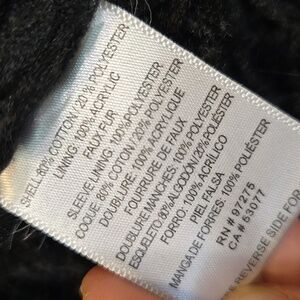 SHELL: 80% COTTON / 20% POLYESTER
LINING: 100% ACRYLIC
FAUX FUR
SLEEVE LINING: 100% POLYESTER
COQUE: 80% COTON / 20% POLYESTER
DOUBLURE: 100% ACRYLIQUE
FOURRURE DE FAUX
DOUBLURE MANCHES: 100% POLYESTER
ESQUELETO: 80% ALGODÓN / 20% POLIÉSTER
FORRO: 100% ACRÍLICO
PIEL FALSA
MANGA DE TORRES: 100% POLIÉSTER
RN # 97275
CA # 33077
REVERSE SIDE FOR